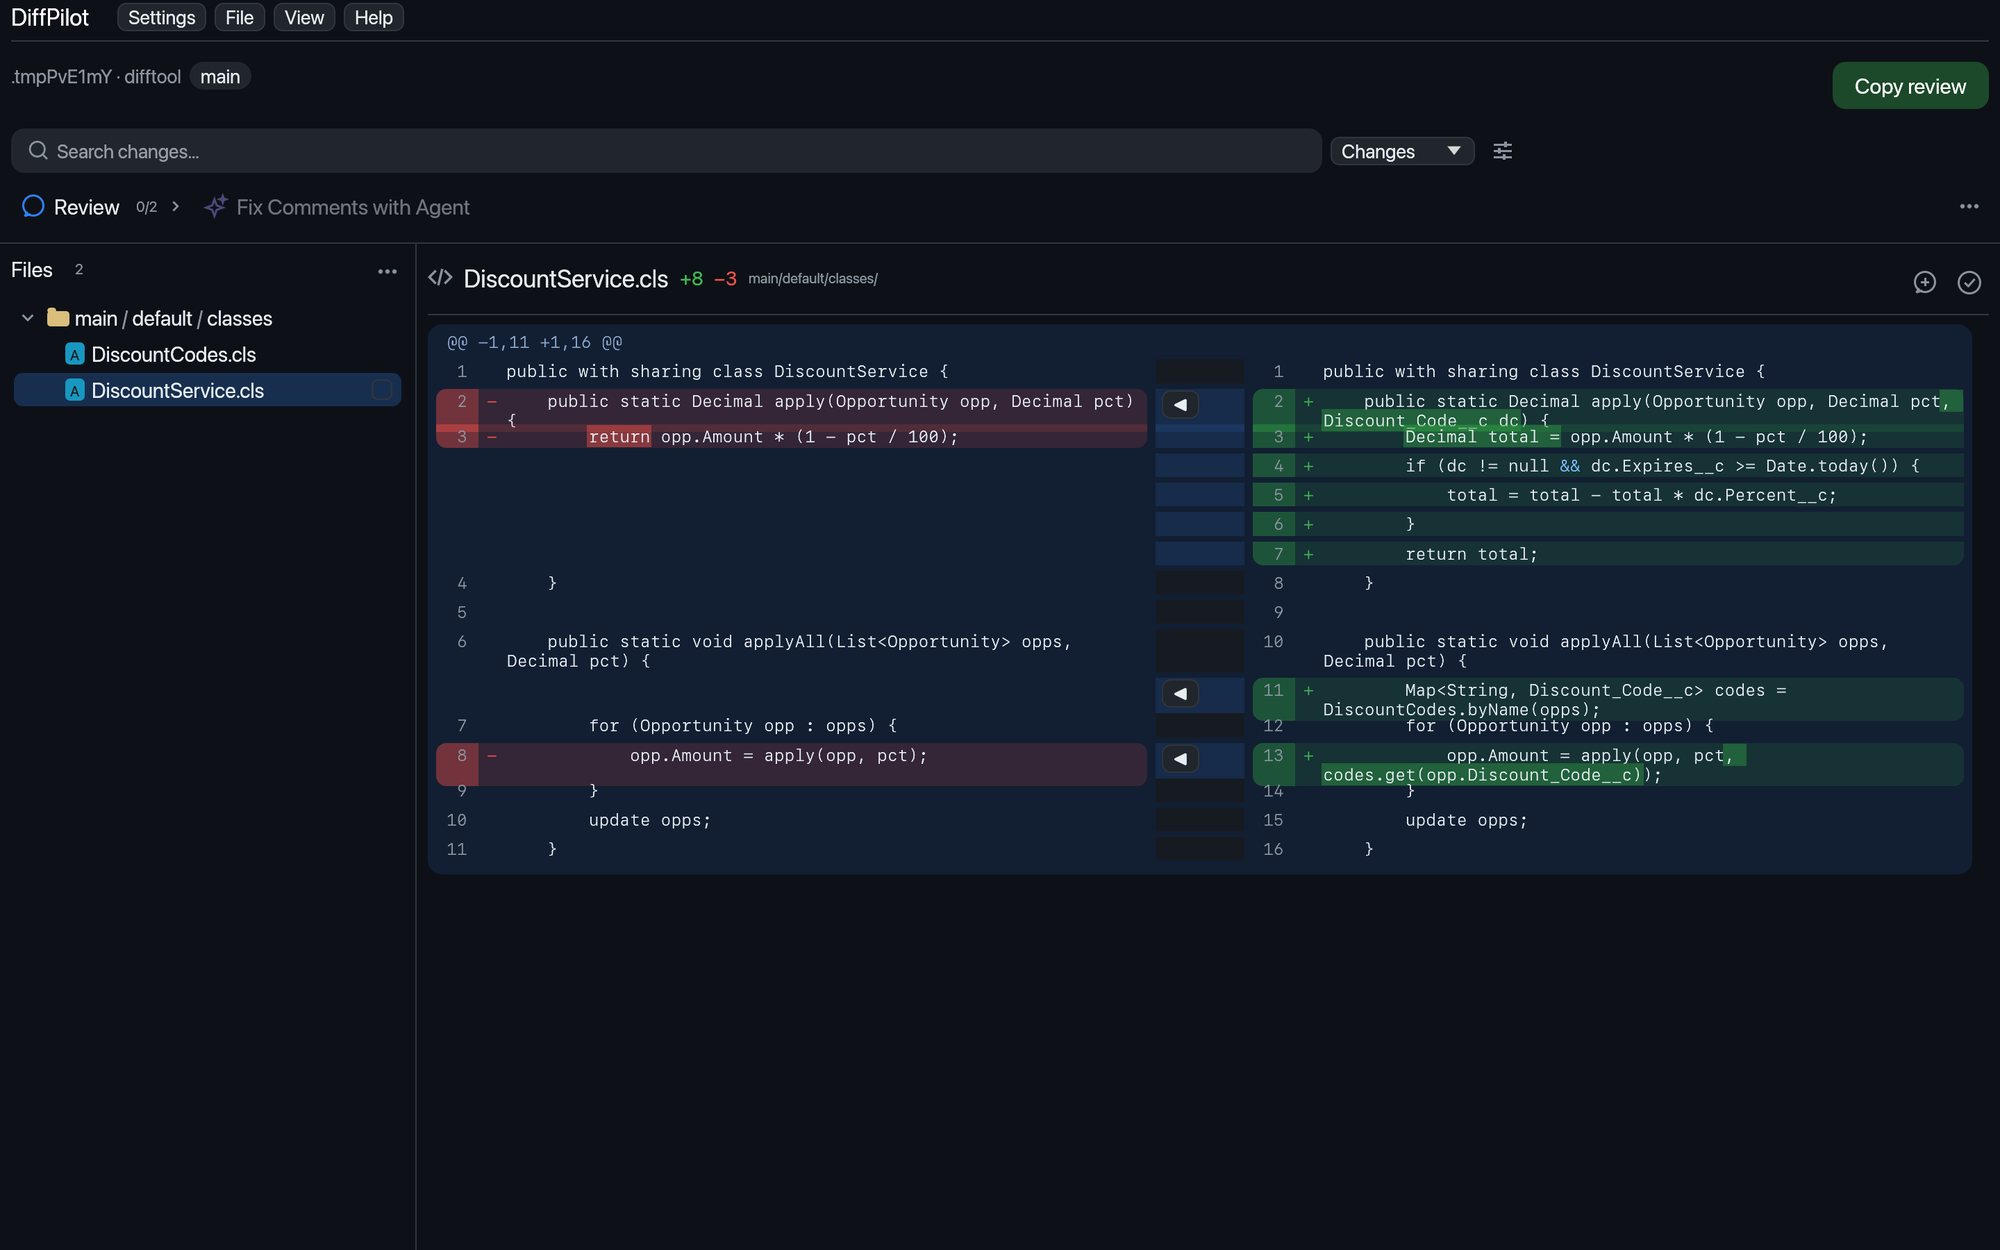 DiffPilot Settings File View Help
.tmpPvE1mY · difftool main
Copy review
Search changes... Changes
Review 0/2 Fix Comments with Agent
Files 2
main / default / classes
DiscountCodes.cls
DiscountService.cls
DiscountService.cls +8 −3 main/default/classes/
@@ −1,11 +1,16 @@
1 public with sharing class DiscountService {
2 − public static Decimal apply(Opportunity opp, Decimal pct)
{
3 − return opp.Amount * (1 − pct / 100);
4 }
5
6 public static void applyAll(List<Opportunity> opps,
Decimal pct) {
7 for (Opportunity opp : opps) {
8 − opp.Amount = apply(opp, pct);
9 }
10 update opps;
11 }
1 public with sharing class DiscountService {
2 + public static Decimal apply(Opportunity opp, Decimal pct,
Discount_Code__c dc) {
3 + Decimal total = opp.Amount * (1 − pct / 100);
4 + if (dc != null && dc.Expires__c >= Date.today()) {
5 + total = total − total * dc.Percent__c;
6 + }
7 + return total;
8 }
9
10 public static void applyAll(List<Opportunity> opps,
Decimal pct) {
11 + Map<String, Discount_Code__c> codes =
DiscountCodes.byName(opps);
12 for (Opportunity opp : opps) {
13 + opp.Amount = apply(opp, pct,
codes.get(opp.Discount_Code__c));
14 }
15 update opps;
16 }